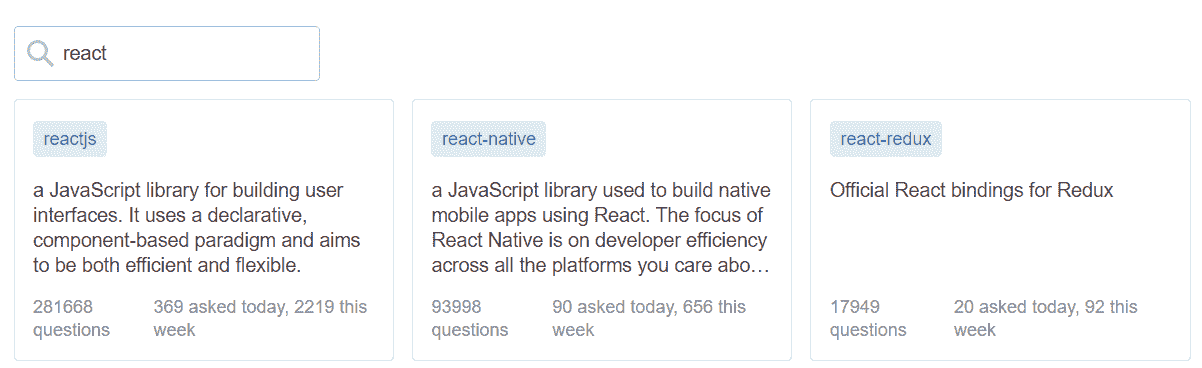 react
reactjs
a JavaScript library for building user
interfaces. It uses a declarative,
component-based paradigm and aims
to be both efficient and flexible.
281668
questions
369 asked today, 2219 this
week
react-native
a JavaScript library used to build native
mobile apps using React. The focus of
React Native is on developer efficiency
across all the platforms you care abo…
93998
questions
90 asked today, 656 this
week
react-redux
Official React bindings for Redux
17949
questions
20 asked today, 92 this
week